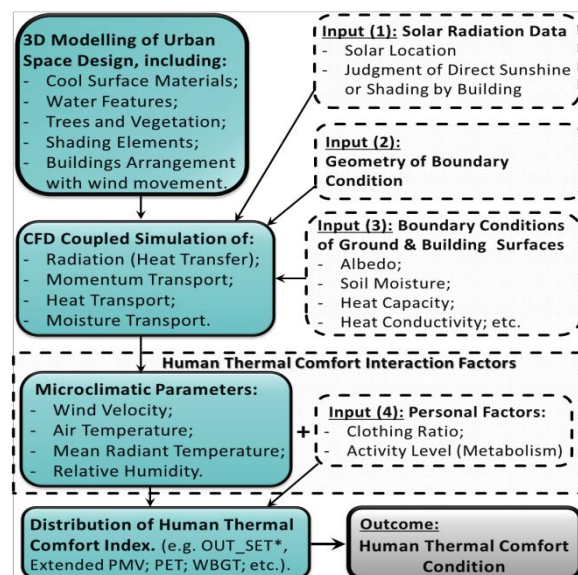 3D Modelling of Urban
Space Design, including:
- Cool Surface Materials;
- Water Features;
- Trees and Vegetation;
- Shading Elements;
- Buildings Arrangement
with wind movement.
Input (1): Solar Radiation Data
- Solar Location
- Judgment of Direct Sunshine
or Shading by Building
Input (2):
Geometry of Boundary
Condition
CFD Coupled Simulation of:
- Radiation (Heat Transfer);
- Momentum Transport;
- Heat Transport;
- Moisture Transport.
Input (3): Boundary Conditions
of Ground & Building Surfaces
- Albedo;
- Soil Moisture;
- Heat Capacity;
- Heat Conductivity; etc.
Human Thermal Comfort Interaction Factors
Microclimatic Parameters:
- Wind Velocity;
- Air Temperature;
- Mean Radiant Temperature;
- Relative Humidity.
+
Input (4): Personal Factors:
- Clothing Ratio;
- Activity Level (Metabolism)
Distribution of Human Thermal
Comfort Index. (e.g. OUT_SET*,
Extended PMV; PET; WBGT; etc.).
Outcome:
Human Thermal Comfort
Condition